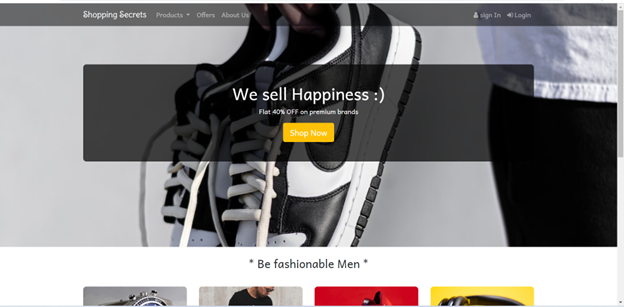 Shopping Secrets Products Offers About Us sign In Login
We sell Happiness :)
Flat 40% OFF on premium brands
Shop Now
* Be fashionable Men *